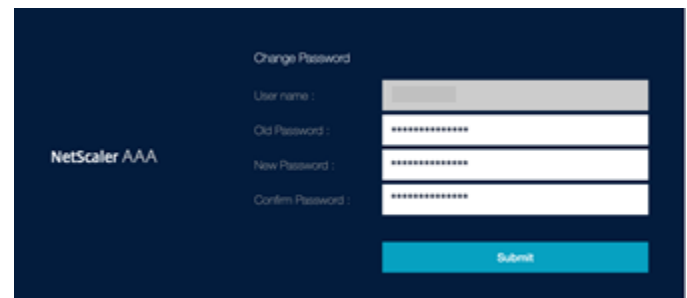 Change Password
User name :
Old Password :
••••••••••••••
NetScaler AAA
New Password :
••••••••••••••
Confirm Password :
••••••••••••••
Submit